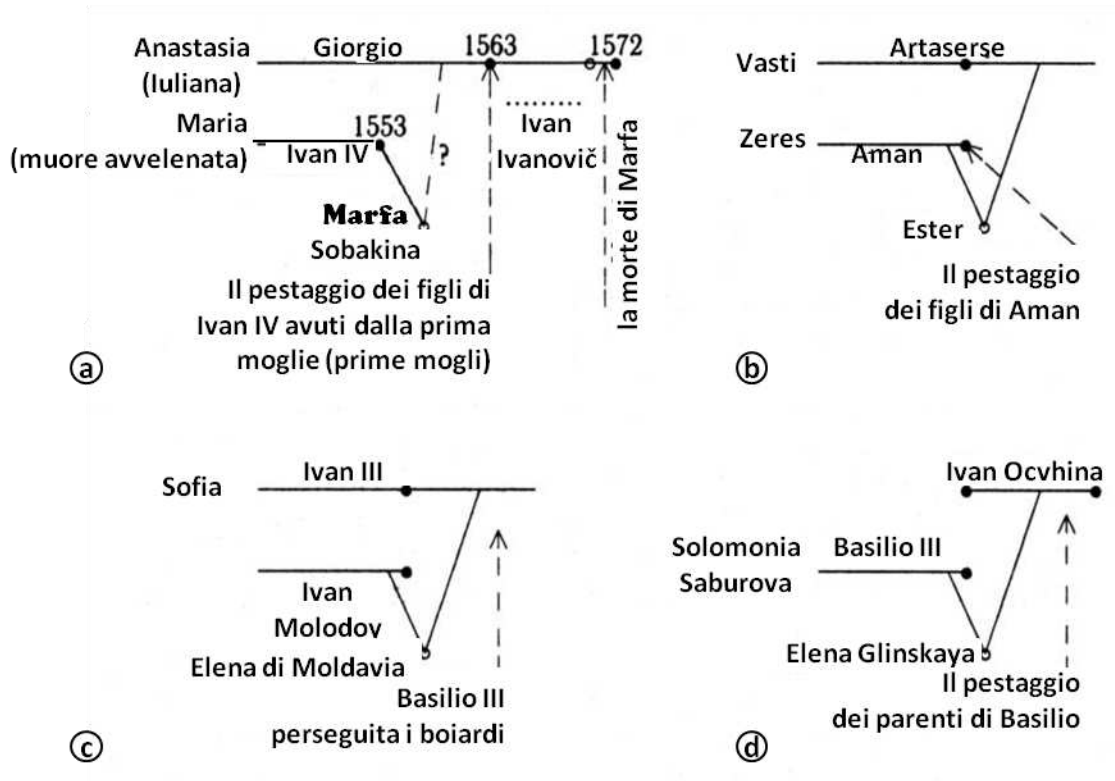 Anastasia
(Iuliana)
Giorgio
1563
1572
Maria
(muore avvelenata)
1553
Ivan IV
?
Ivan
Ivanovič
Marfa
Sobakina
la morte di Marfa
Il pestaggio dei figli di
Ivan IV avuti dalla prima
moglie (prime mogli)
a
Vasti
Artaserse
Zeres
Aman
Ester
Il pestaggio
dei figli di Aman
b
Sofia
Ivan III
Ivan
Molodov
Elena di Moldavia
Basilio III
perseguita i boiardi
c
Ivan Ocvhina
Solomonia
Saburova
Basilio III
Elena Glinskaya
Il pestaggio
dei parenti di Basilio
d